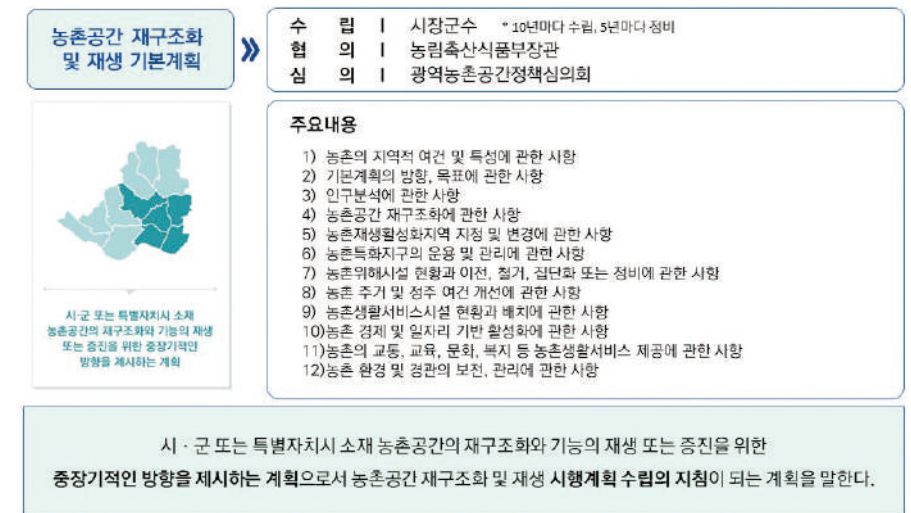 농촌공간 재구조화
및 재생 기본계획
수 립 | 시장군수 * 10년마다 수립, 5년마다 정비
협 의 | 농림축산식품부장관
심 의 | 광역농촌공간정책심의회
주요내용
1) 농촌의 지역적 여건 및 특성에 관한 사항
2) 기본계획의 방향, 목표에 관한 사항
3) 인구분석에 관한 사항
4) 농촌공간 재구조화에 관한 사항
5) 농촌재생활성화지역 지정 및 변경에 관한 사항
6) 농촌특화지구의 운용 및 관리에 관한 사항
7) 농촌위해시설 현황과 이전, 철거, 집단화 또는 정비에 관한 사항
8) 농촌 주거 및 정주 여건 개선에 관한 사항
9) 농촌생활서비스시설 현황과 배치에 관한 사항
10)농촌 경제 및 일자리 기반 활성화에 관한 사항
11)농촌의 교통, 교육, 문화, 복지 등 농촌생활서비스 제공에 관한 사항
12)농촌 환경 및 경관의 보전, 관리에 관한 사항
시·군 또는 특별자치시 소재
농촌공간의 재구조화와 기능의 재생
또는 증진을 위한 중장기적인
방향을 제시하는 계획
시 · 군 또는 특별자치시 소재 농촌공간의 재구조화와 기능의 재생 또는 증진을 위한
중장기적인 방향을 제시하는 계획으로서 농촌공간 재구조화 및 재생 시행계획 수립의 지침이 되는 계획을 말한다.